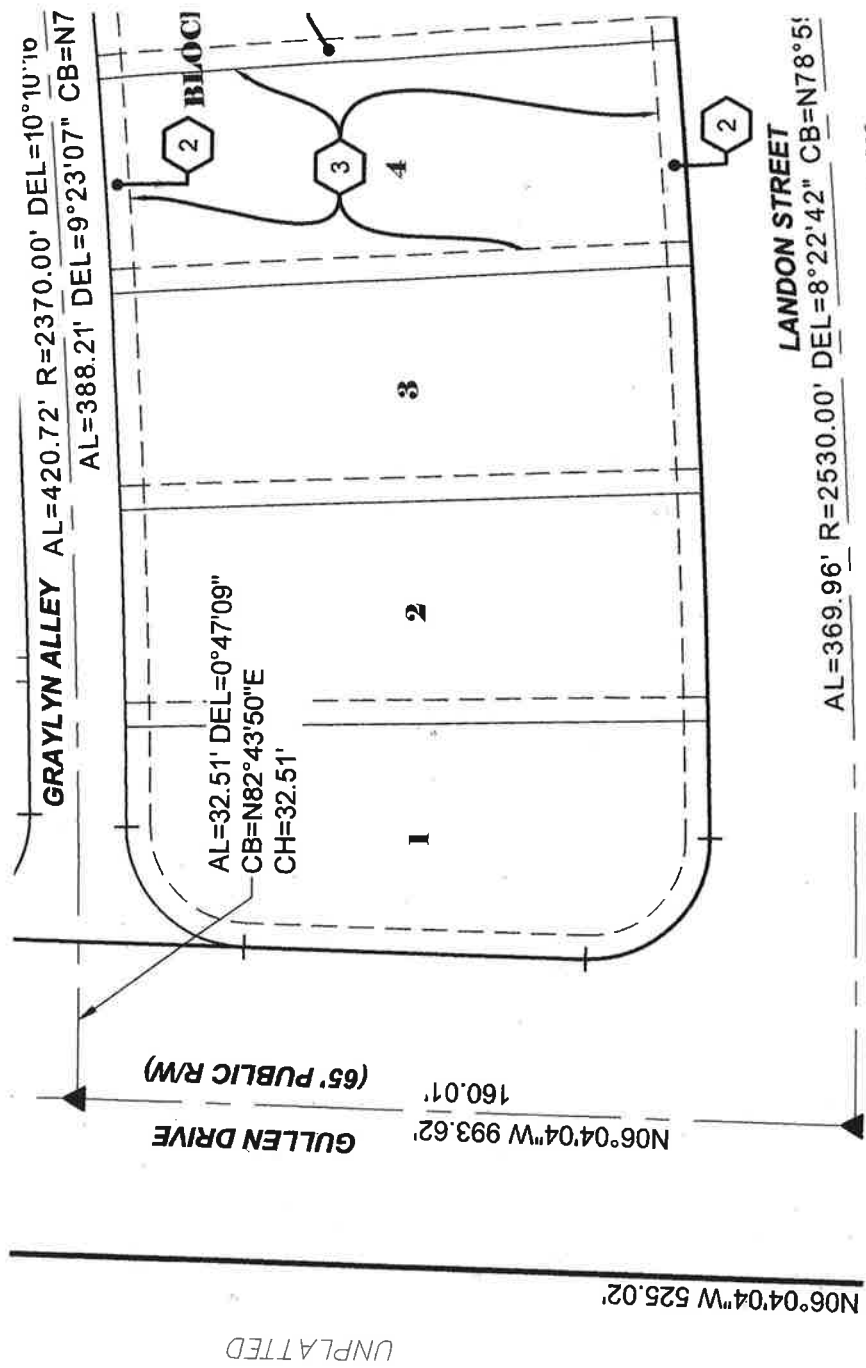 GRAYLYN ALLEY AL=420.72' R=2370.00' DEL=10°10'16
AL=388.21' DEL=9°23'07" CB=N7
2
BLOC
3
4
2
3
2
1
AL=32.51' DEL=0°47'09"
CB=N82°43'50"E
CH=32.51'
LANDON STREET
AL=369.96' R=2530.00' DEL=8°22'42" CB=N78°5
(65' PUBLIC R/W)
160.01'
GULLEN DRIVE
N06°04'04"W 993.62'
N06°04'04"W 525.02'
UNPLATTED